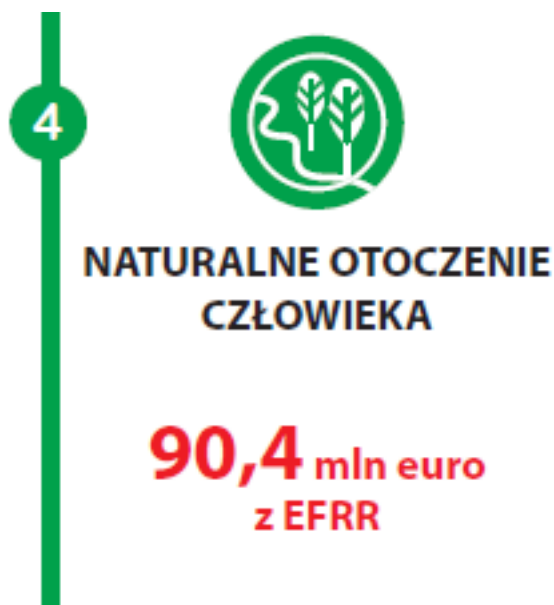 4
NATURALNE OTOCZENIE
CZŁOWIEKA
90,4 mln euro
z EFRR